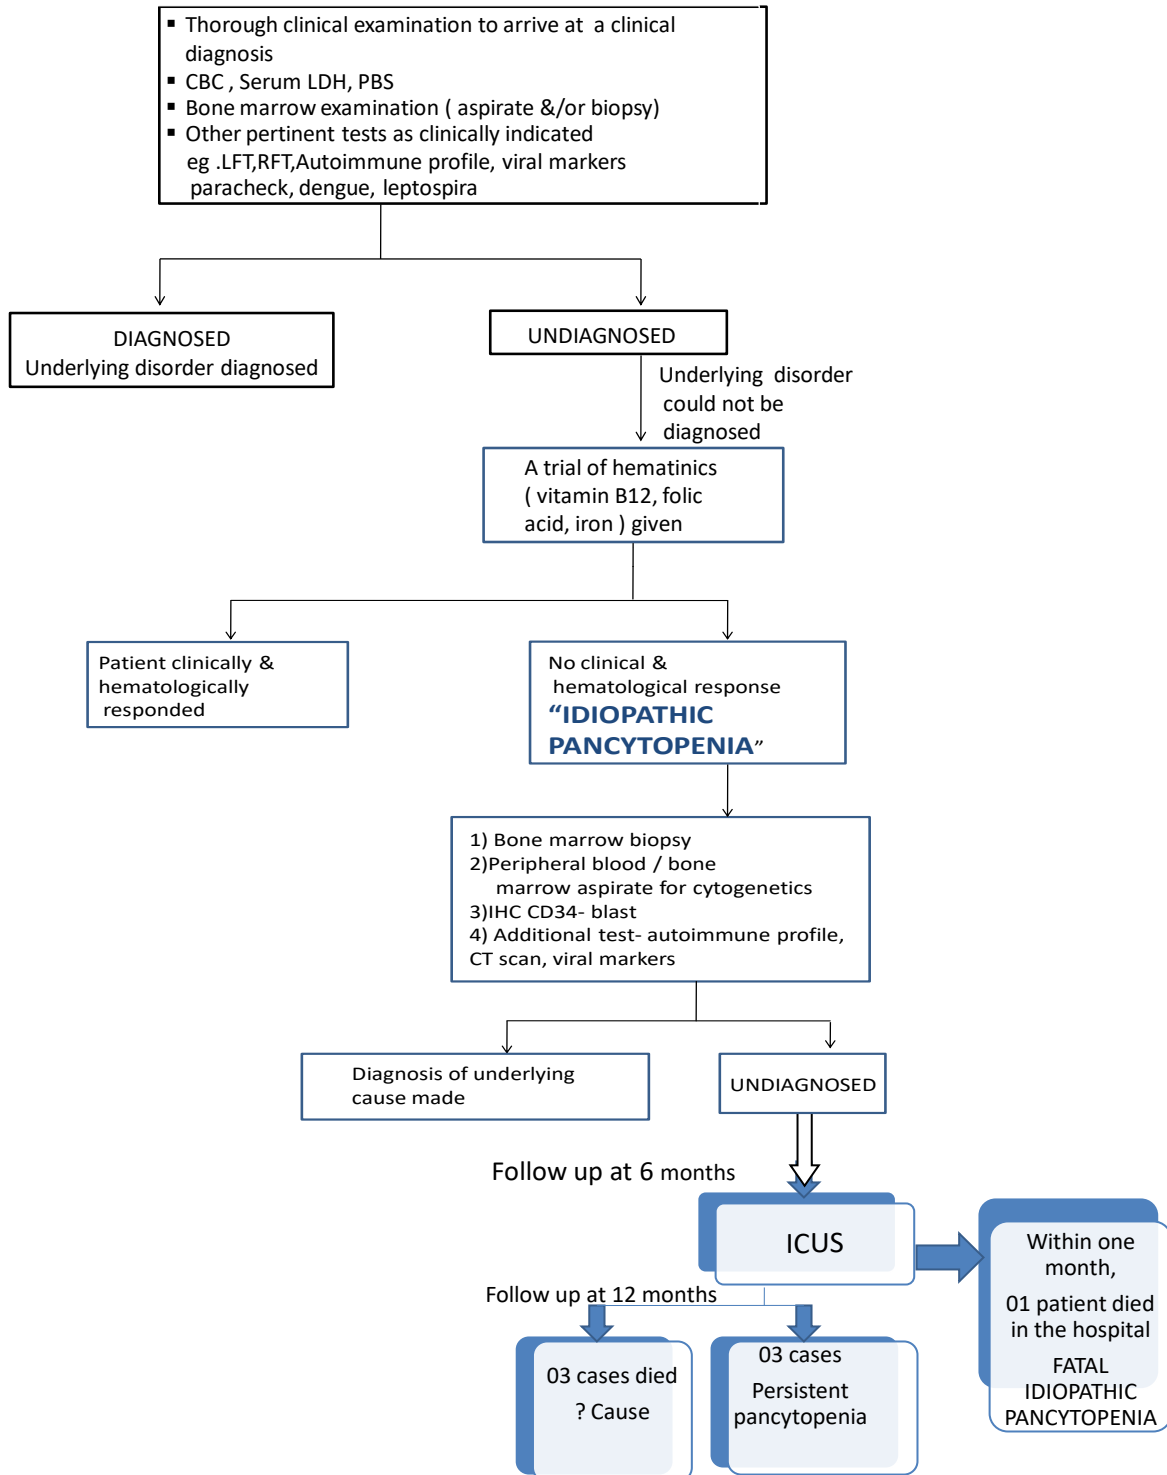 ▪ Thorough clinical examination to arrive at a clinical
diagnosis
▪ CBC , Serum LDH, PBS
▪ Bone marrow examination ( aspirate &/or biopsy)
▪ Other pertinent tests as clinically indicated
eg .LFT,RFT,Autoimmune profile, viral markers
paracheck, dengue, leptospira
DIAGNOSED
Underlying disorder diagnosed
UNDIAGNOSED
Underlying disorder
could not be
diagnosed
A trial of hematinics
( vitamin B12, folic
acid, iron ) given
Patient clinically &
hematologically
responded
No clinical &
hematological response
“IDIOPATHIC
PANCYTOPENIA”
1) Bone marrow biopsy
2)Peripheral blood / bone
marrow aspirate for cytogenetics
3)IHC CD34- blast
4) Additional test- autoimmune profile,
CT scan, viral markers
Diagnosis of underlying
cause made
UNDIAGNOSED
Follow up at 6 months
ICUS
Within one
month,
01 patient died
in the hospital
FATAL
IDIOPATHIC
PANCYTOPENIA
Follow up at 12 months
03 cases died
? Cause
03 cases
Persistent
pancytopenia